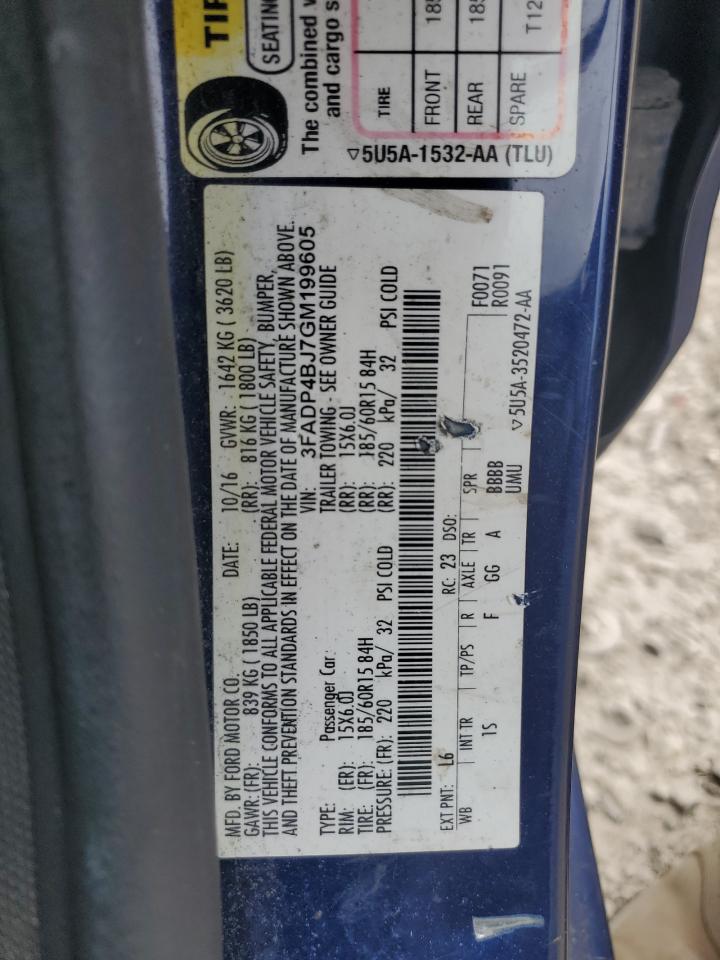 TIR
SEATING
The combined w
and cargo s
TIRE
FRONT 185
REAR 185
SPARE T12
▽5U5A-1532-AA (TLU)
MFD. BY FORD MOTOR CO. DATE: 10/16 GVWR: 1642 KG ( 3620 LB)
GAWR: (FR): 839 KG ( 1850 LB) (RR): 816 KG ( 1800 LB)
THIS VEHICLE CONFORMS TO ALL APPLICABLE FEDERAL MOTOR VEHICLE SAFETY, BUMPER,
AND THEFT PREVENTION STANDARDS IN EFFECT ON THE DATE OF MANUFACTURE SHOWN ABOVE.
VIN: 3FADP4BJ7GM199605
TYPE: Passenger Car TRAILER TOWING - SEE OWNER GUIDE
RIM: (FR): 15X6.0J (RR): 15X6.0J
TIRE: (FR): 185/60R15 84H (RR): 185/60R15 84H
PRESSURE: (FR): 220 kPa/ 32 PSI COLD (RR): 220 kPa/ 32 PSI COLD
EXT PNT: L6 RC: 23 DSO: F0071
WB INT TR TP/PS R AXLE TR SPR R0091
1S F GG A BBBB
UMU
▽5U5A-3520472-AA